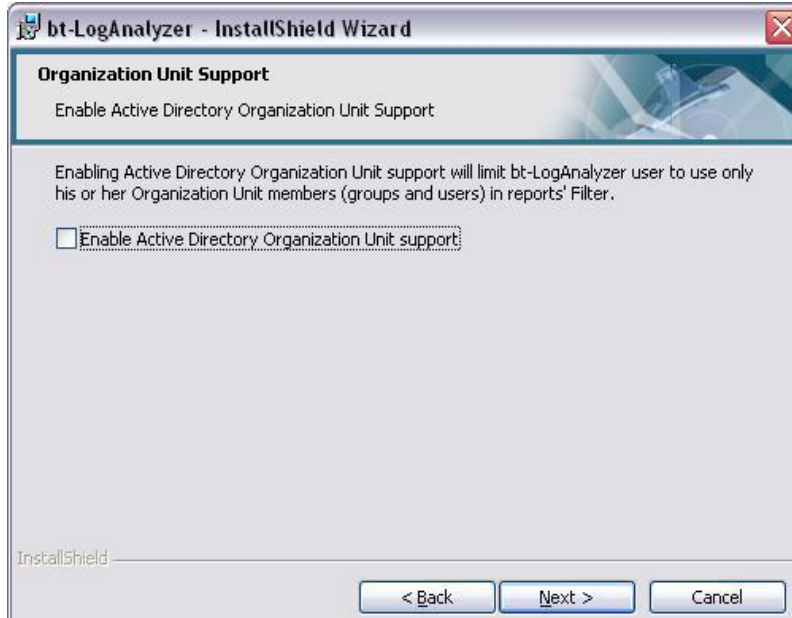 bt-LogAnalyzer - InstallShield Wizard
Organization Unit Support
Enable Active Directory Organization Unit Support
Enabling Active Directory Organization Unit support will limit bt-LogAnalyzer user to use only
his or her Organization Unit members (groups and users) in reports' Filter.
Enable Active Directory Organization Unit support
InstallShield
< Back
Next >
Cancel